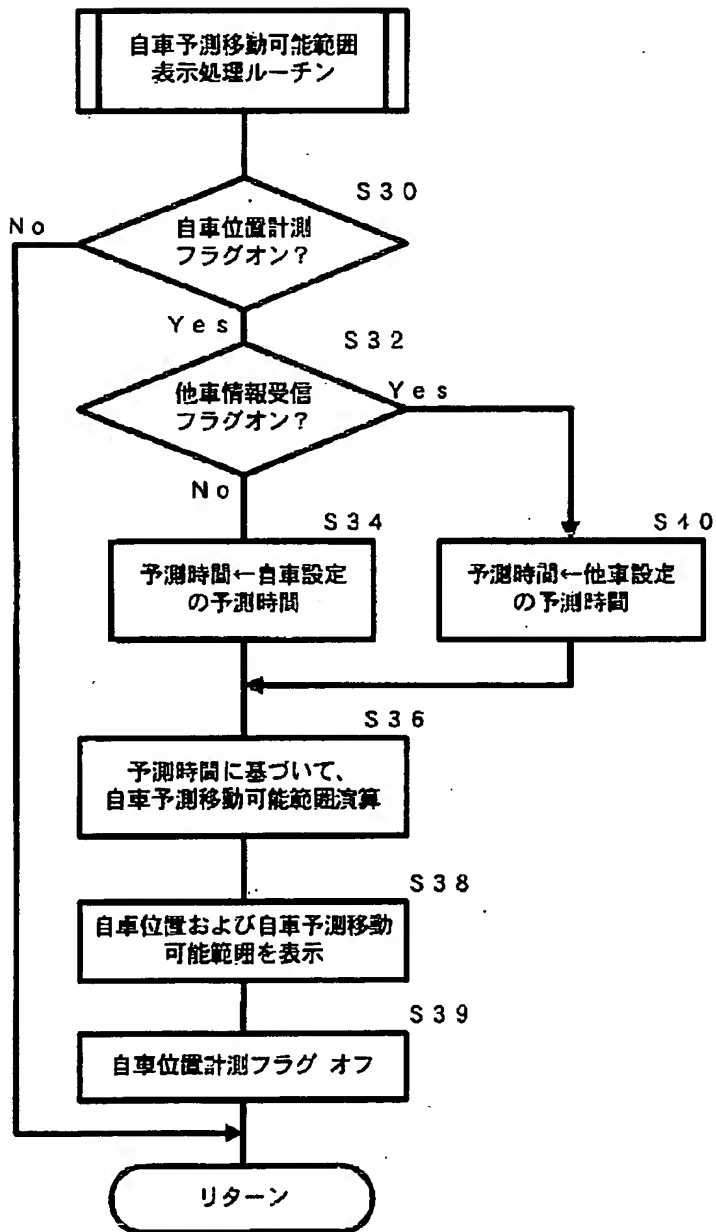 自車予測移動可能範囲
表示処理ルーチン
S30
No
自車位置計測
フラグオン？
Yes
S32
他車情報受信
フラグオン？
Yes
No
S34
S40
予測時間←自車設定
の予測時間
予測時間←他車設定
の予測時間
S36
予測時間に基づいて、
自車予測移動可能範囲演算
S38
自車位置および自車予測移動
可能範囲を表示
S39
自車位置計測フラグ オフ
リターン